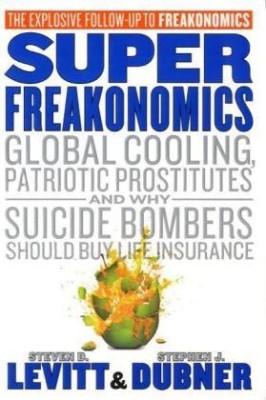 THE EXPLOSIVE FOLLOW-UP TO FREAKONOMICS
SUPER
FREAKONOMICS
GLOBAL COOLING,
PATRIOTIC PROSTITUTES
AND WHY
SUICIDE BOMBERS
SHOULD BUY LIFE INSURANCE
STEVEN D. STEPHEN J.
LEVITT & DUBNER